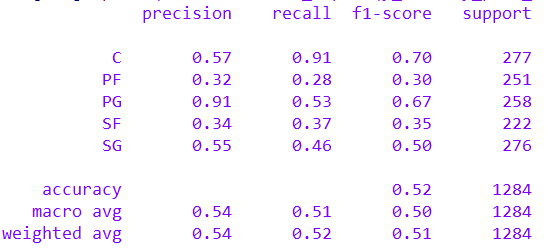 precision recall f1-score support
C 0.57 0.91 0.70 277
PF 0.32 0.28 0.30 251
PG 0.91 0.53 0.67 258
SF 0.34 0.37 0.35 222
SG 0.55 0.46 0.50 276
accuracy 0.52 1284
macro avg 0.54 0.51 0.50 1284
weighted avg 0.54 0.52 0.51 1284